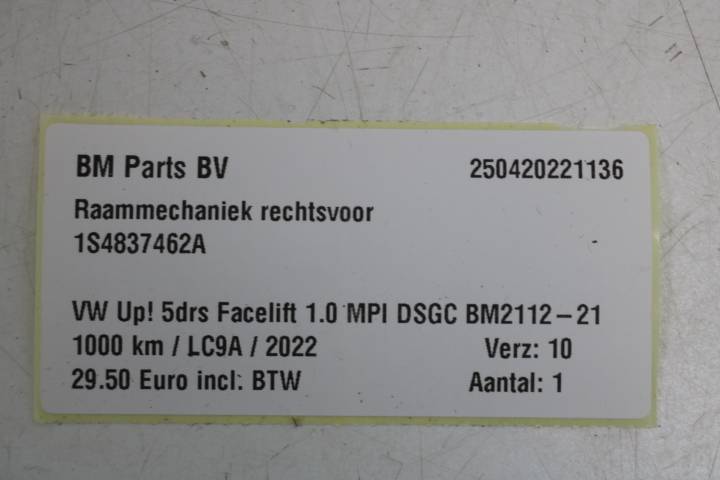 BM Parts BV 250420221136
Raammechaniek rechtsvoor
1S4837462A
VW Up! 5drs Facelift 1.0 MPI DSGC BM2112-21
1000 km / LC9A / 2022 Verz: 10
29.50 Euro incl: BTW Aantal: 1